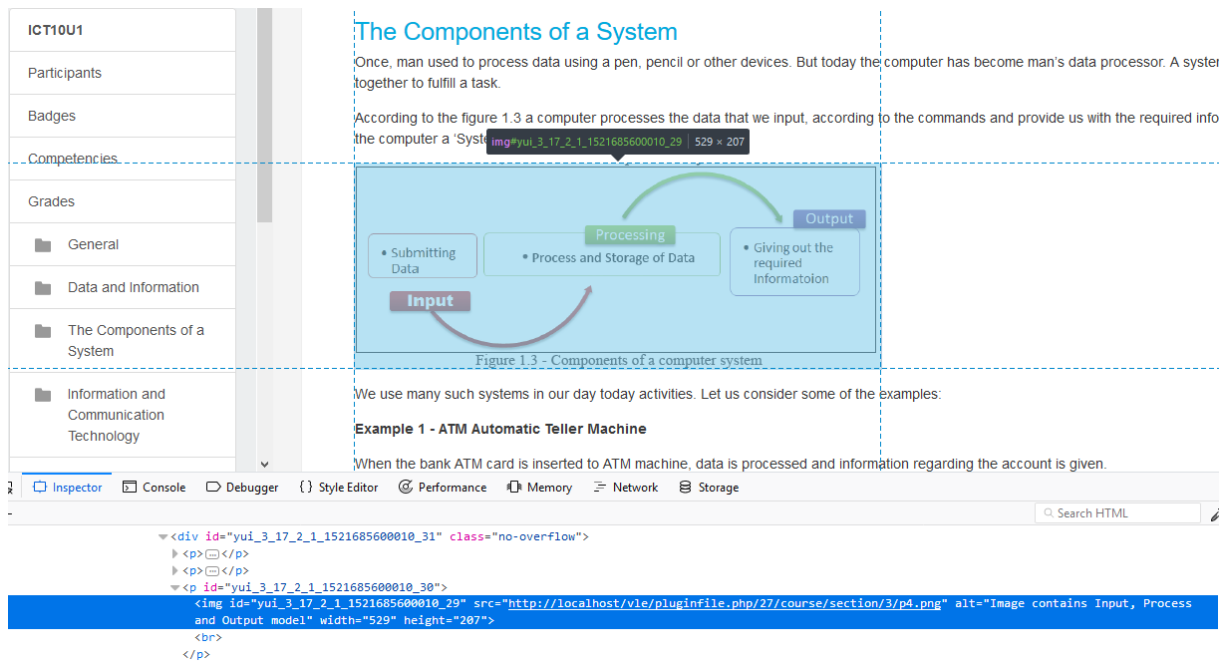 ICT10U1
Participants
Badges
Competencies
Grades
General
Data and Information
The Components of a
System
Information and
Communication
Technology
The Components of a System
Once, man used to process data using a pen, pencil or other devices. But today the computer has become man's data processor. A system
together to fulfill a task.
According to the figure 1.3 a computer processes the data that we input, according to the commands and provide us with the required info
the computer a ‘Syste
img#yui_3_17_2_1_1521685600010_29 | 529 × 207
Output
Processing
• Submitting
Data
• Process and Storage of Data
• Giving out the
required
Informatoion
Input
Figure 1.3 - Components of a computer system
We use many such systems in our day today activities. Let us consider some of the examples:
Example 1 - ATM Automatic Teller Machine
When the bank ATM card is inserted to ATM machine, data is processed and information regarding the account is given.
Inspector Console Debugger {} Style Editor Performance Memory Network Storage
Search HTML
<div id="yui_3_17_2_1_1521685600010_31" class="no-overflow">
<p>…</p>
<p>…</p>
<p id="yui_3_17_2_1_1521685600010_30">
<img id="yui_3_17_2_1_1521685600010_29" src="http://localhost/vle/pluginfile.php/27/course/section/3/p4.png" alt="Image contains Input, Process
and Output model" width="529" height="207">
<br>
</p>